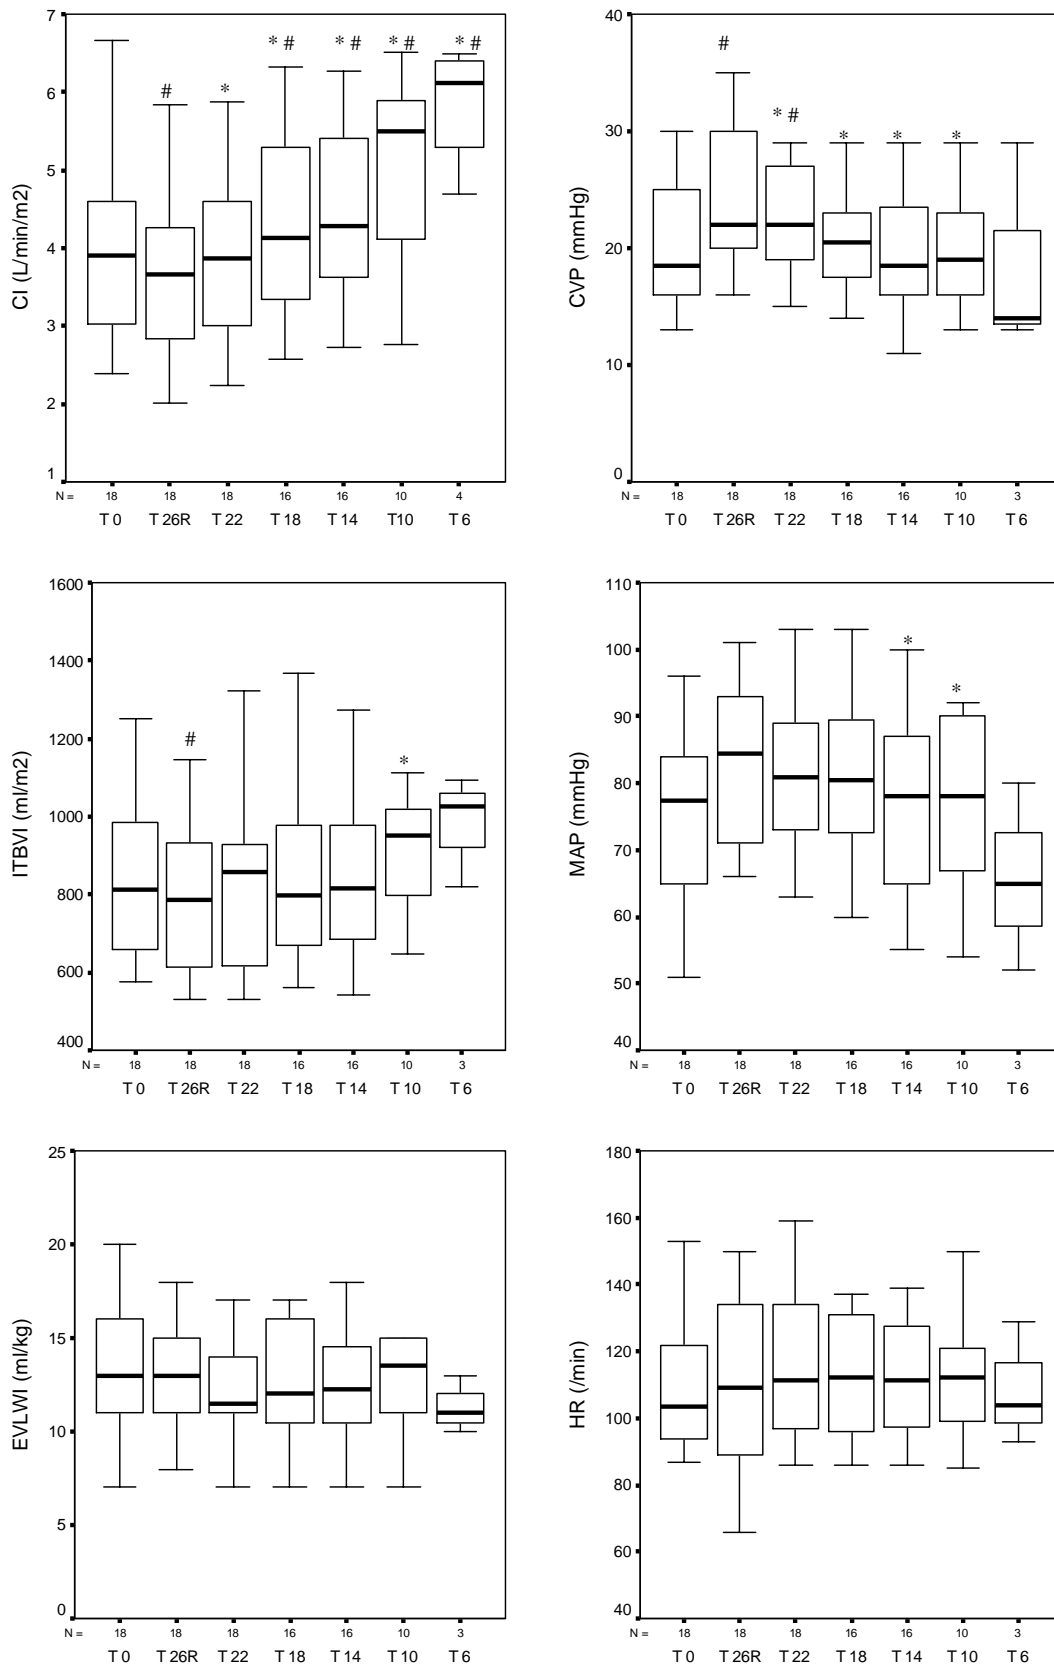 7
6
5
4
3
2
1
CI (L/min/m2)
# * * # * # * # * #
N = 18 18 18 16 16 10 4
T 0 T 26R T 22 T 18 T 14 T10 T 6
40
30
20
10
0
CVP (mmHg)
# * # * * *
N = 18 18 18 16 16 10 3
T 0 T 26R T 22 T 18 T 14 T 10 T 6
1600
1400
1200
1000
800
600
400
ITBVI (ml/m2)
# *
N = 18 18 18 16 16 10 3
T 0 T 26R T 22 T 18 T 14 T 10 T 6
110
100
90
80
70
60
50
40
MAP (mmHg)
* *
N = 18 18 18 16 16 10 3
T 0 T 26R T 22 T 18 T 14 T 10 T 6
25
20
15
10
5
0
EVLWI (ml/kg)
N = 18 18 18 16 16 10 3
T 0 T 26R T 22 T 18 T 14 T 10 T 6
180
160
140
120
100
80
60
40
HR (/min)
N = 18 18 18 16 16 10 3
T 0 T 26R T 22 T 18 T 14 T 10 T 6